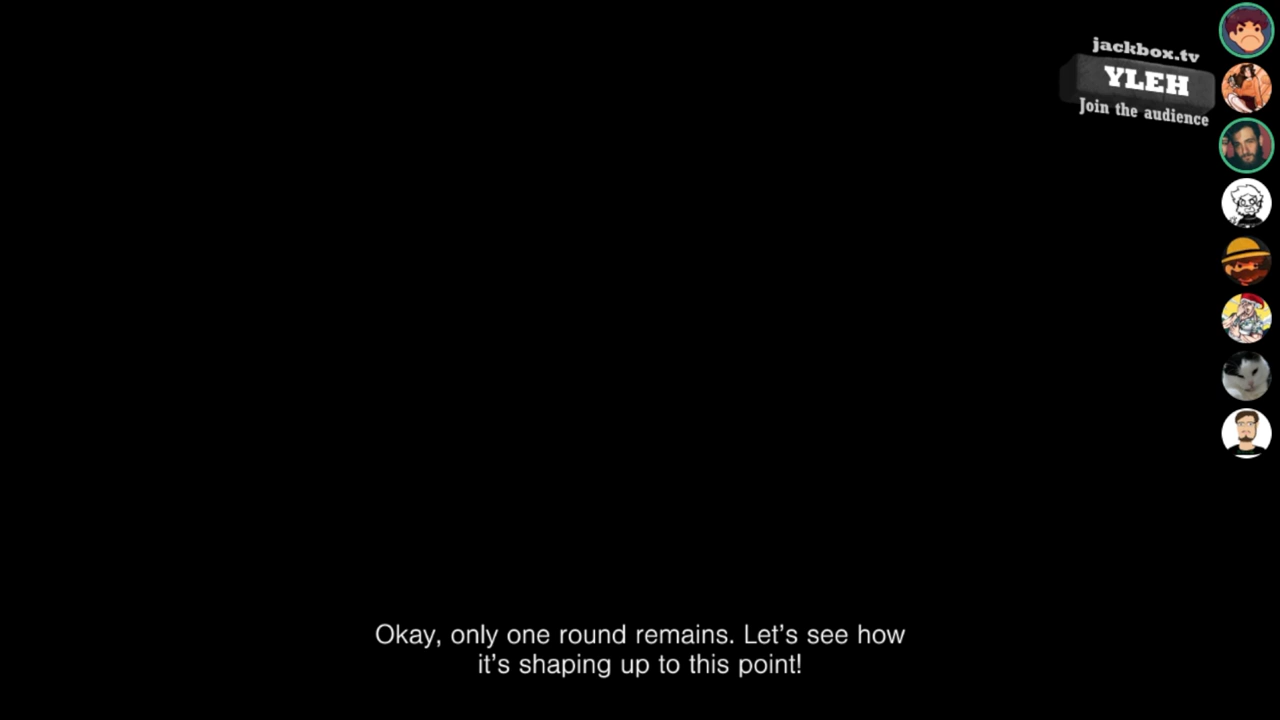 jackbox.tv
YLEH
Join the audience
Okay, only one round remains. Let’s see how
it’s shaping up to this point!